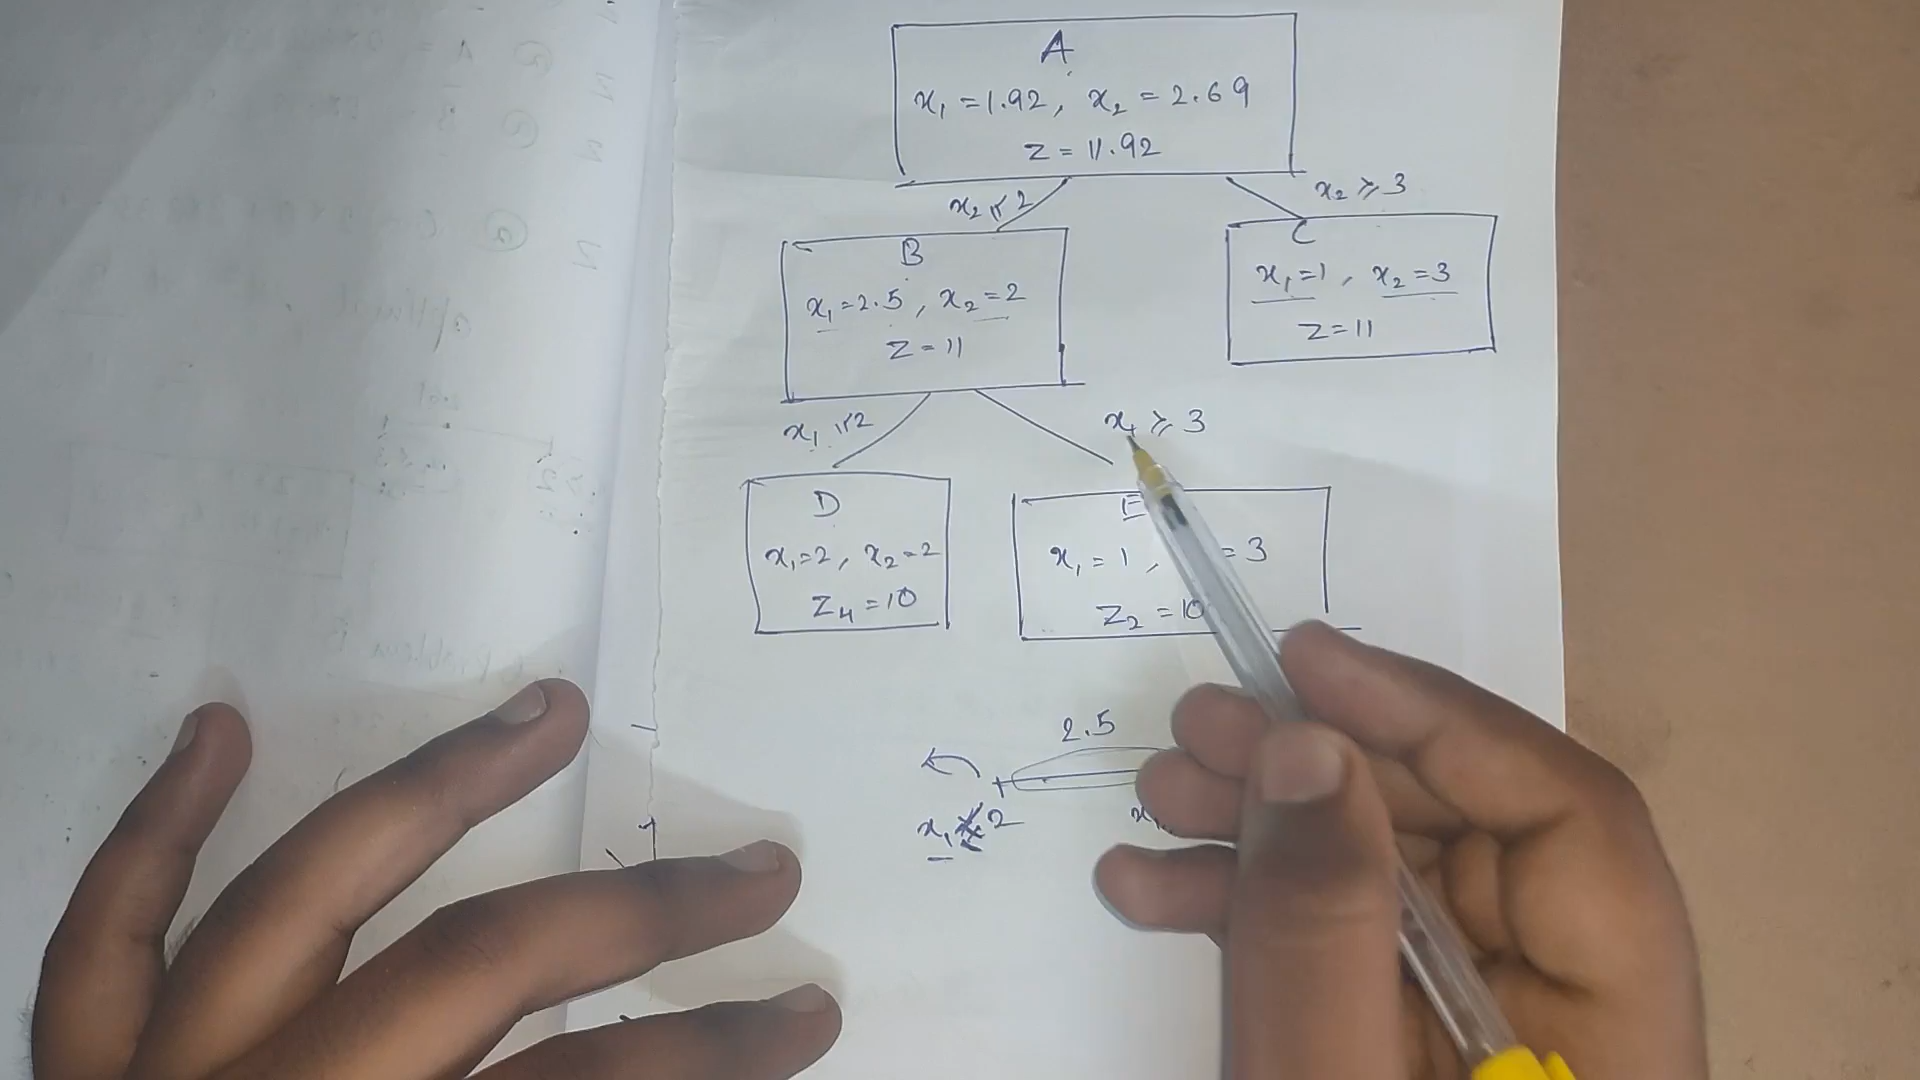 A
x₁ = 1.92, x₂ = 2.69
Z = 11.92
x₂ ≤ 2
x₂ ≥ 3
B
x₁ = 2.5, x₂ = 2
Z = 11
C
x₁ = 1, x₂ = 3
Z = 11
x₁ ≤ 2
x₁ ≥ 3
D
x₁ = 2, x₂ = 2
Z₄ = 10
E
x₁ = 1, = 3
Z₂ = 10
2.5
x₁ 2